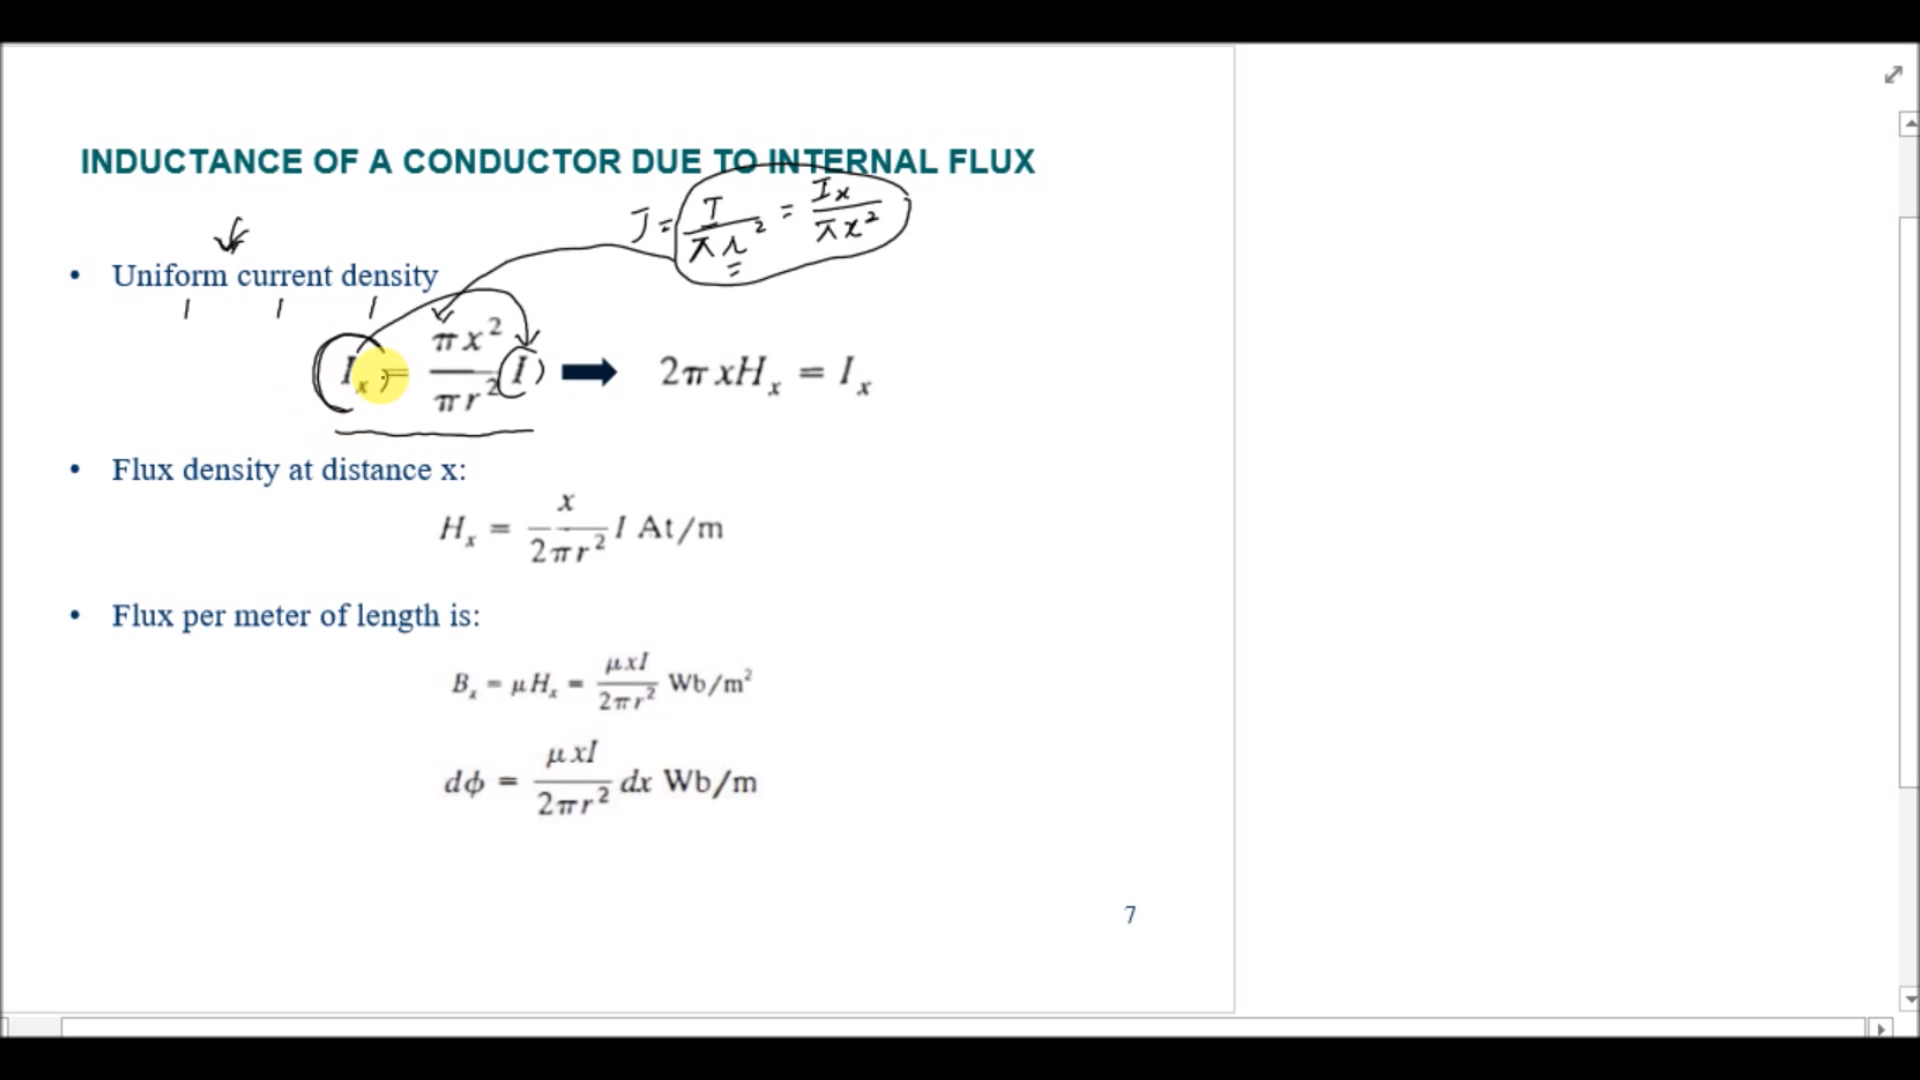 INDUCTANCE OF A CONDUCTOR DUE TO INTERNAL FLUX
J = I/πr² = Iₓ/πx²
• Uniform current density
Iₓ = πx²/πr² (I) ➡ 2πxHₓ = Iₓ
• Flux density at distance x:
Hₓ = x/2πr² I At/m
• Flux per meter of length is:
Bₓ = μHₓ = μxI/2πr² Wb/m²
dϕ = μxI/2πr² dx Wb/m
7